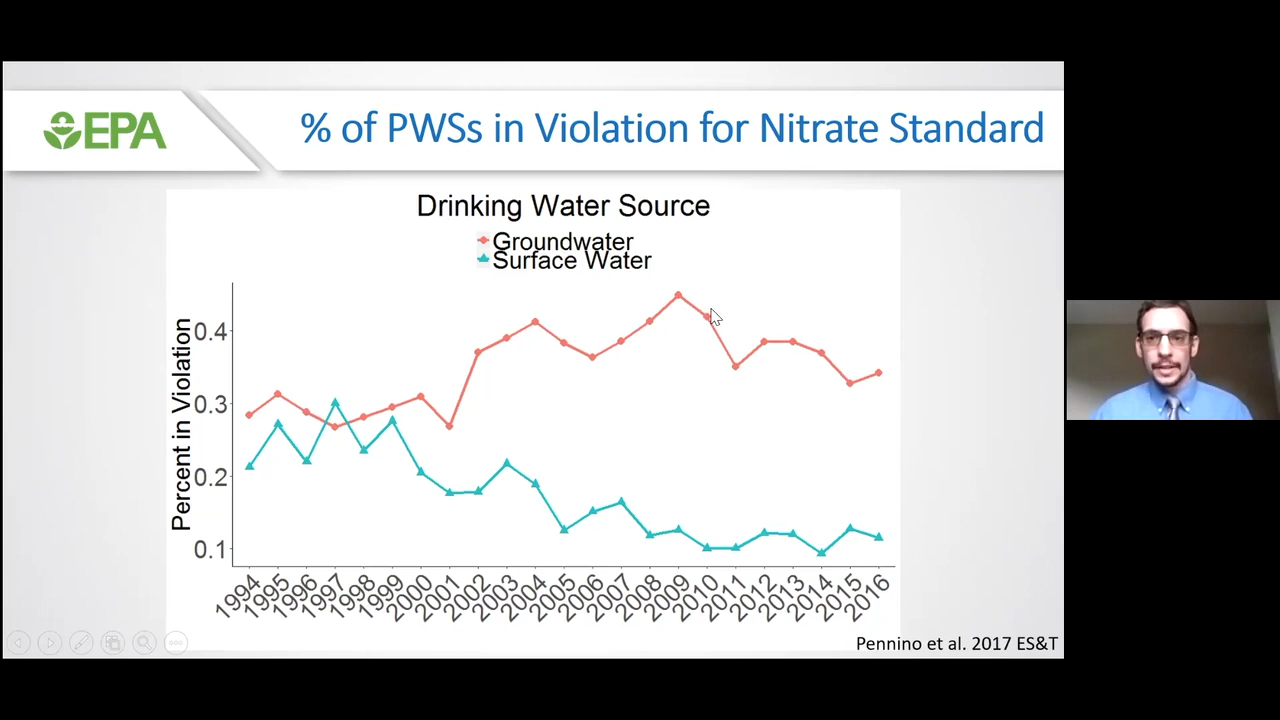 EPA
% of PWSs in Violation for Nitrate Standard
Drinking Water Source
Groundwater
Surface Water
Percent in Violation
0.4
0.3
0.2
0.1
1994 1995 1996 1997 1998 1999 2000 2001 2002 2003 2004 2005 2006 2007 2008 2009 2010 2011 2012 2013 2014 2015 2016
Pennino et al. 2017 ES&T